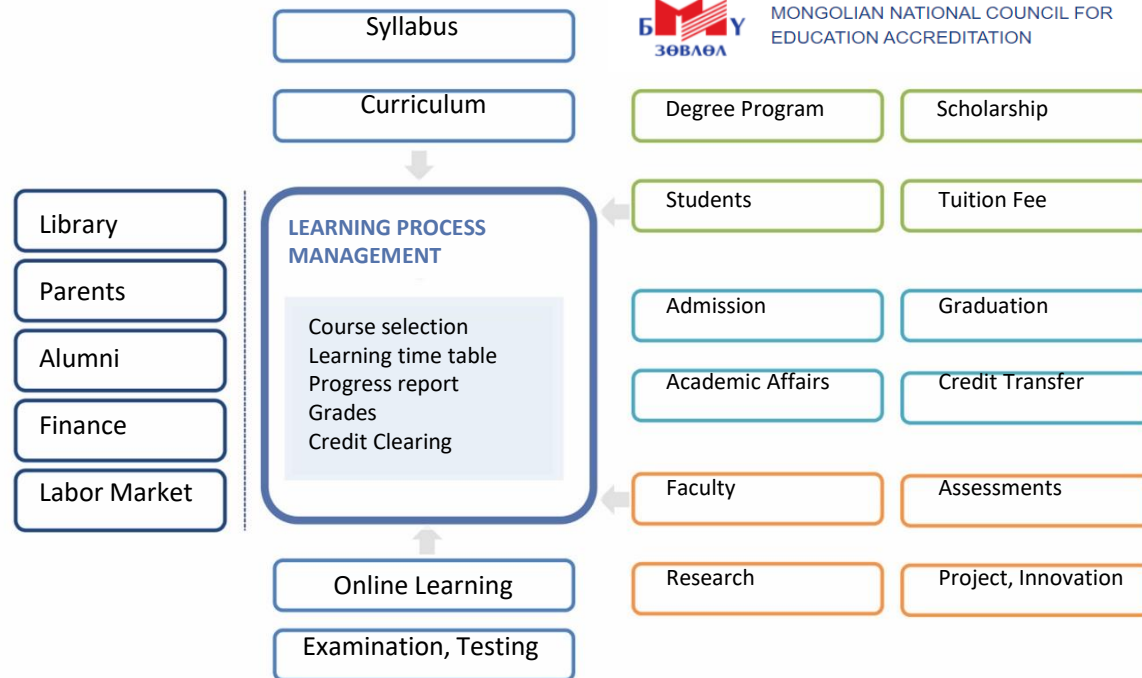 Syllabus
Б Y
ЗӨВЛӨЛ
MONGOLIAN NATIONAL COUNCIL FOR
EDUCATION ACCREDITATION
Curriculum
Degree Program
Scholarship
Students
Tuition Fee
Library
Parents
Alumni
Finance
Labor Market
LEARNING PROCESS
MANAGEMENT
Course selection
Learning time table
Progress report
Grades
Credit Clearing
Admission
Graduation
Academic Affairs
Credit Transfer
Faculty
Assessments
Research
Project, Innovation
Online Learning
Examination, Testing